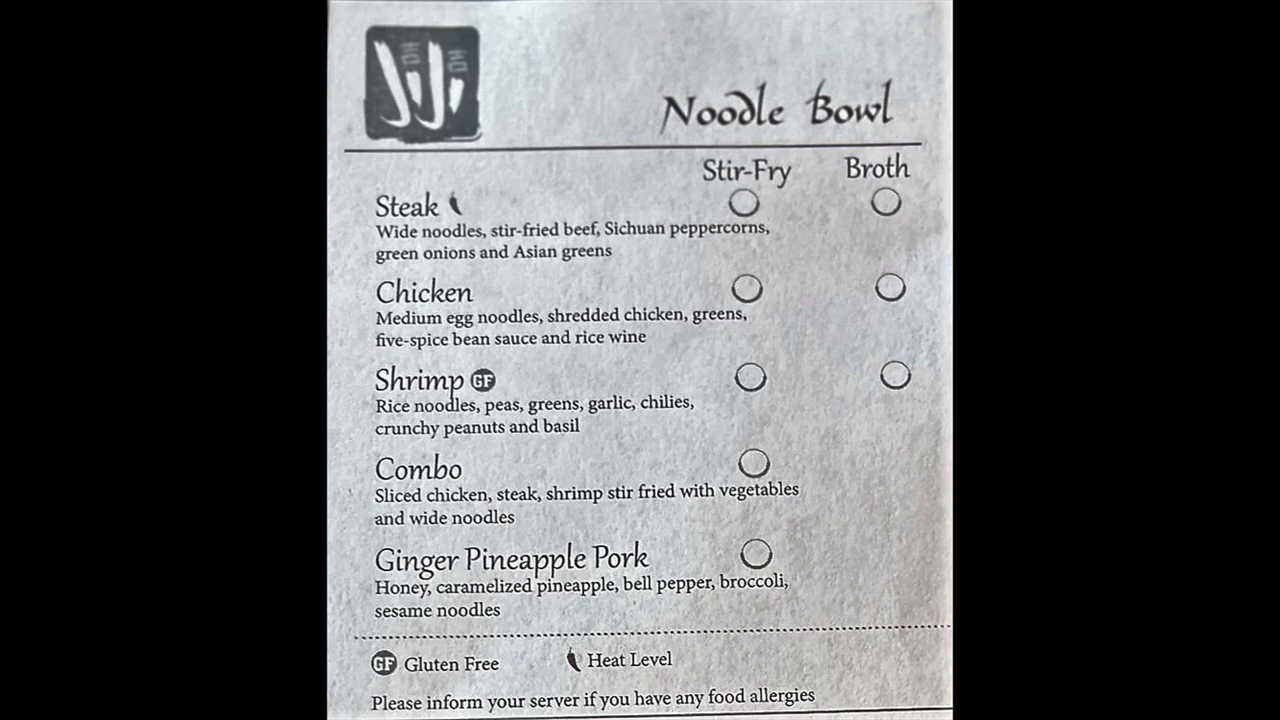 JiJi
Noodle Bowl
Stir-Fry Broth
Steak
Wide noodles, stir-fried beef, Sichuan peppercorns,
green onions and Asian greens
Chicken
Medium egg noodles, shredded chicken, greens,
five-spice bean sauce and rice wine
Shrimp GF
Rice noodles, peas, greens, garlic, chilies,
crunchy peanuts and basil
Combo
Sliced chicken, steak, shrimp stir fried with vegetables
and wide noodles
Ginger Pineapple Pork
Honey, caramelized pineapple, bell pepper, broccoli,
sesame noodles
GF Gluten Free Heat Level
Please inform your server if you have any food allergies